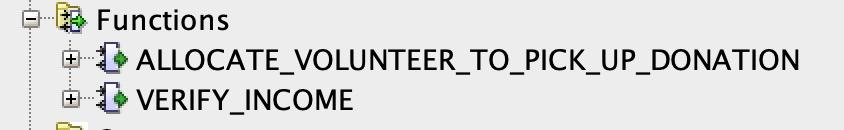 Functions
ALLOCATE_VOLUNTEER_TO_PICK_UP_DONATION
VERIFY_INCOME